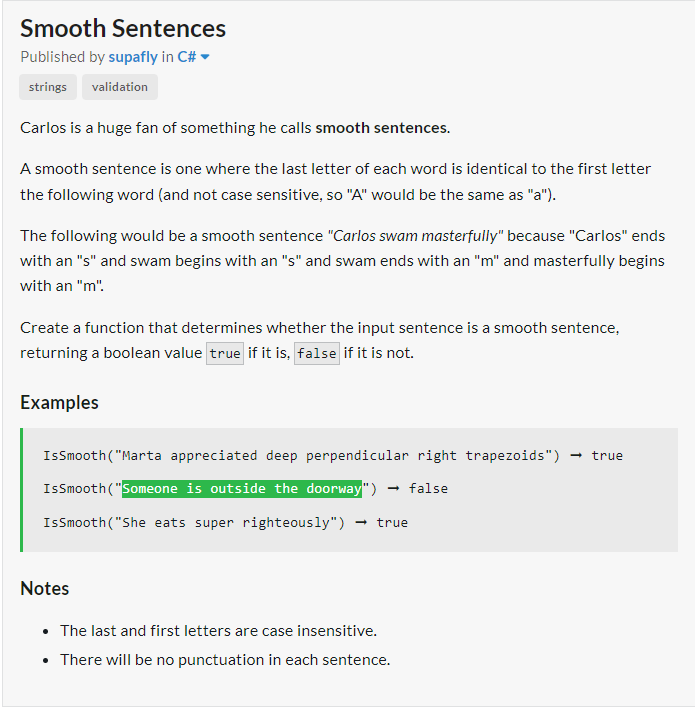 Smooth Sentences
Published by supafly in C#
strings validation
Carlos is a huge fan of something he calls smooth sentences.
A smooth sentence is one where the last letter of each word is identical to the first letter
the following word (and not case sensitive, so "A" would be the same as "a").
The following would be a smooth sentence "Carlos swam masterfully" because "Carlos" ends
with an "s" and swam begins with an "s" and swam ends with an "m" and masterfully begins
with an "m".
Create a function that determines whether the input sentence is a smooth sentence,
returning a boolean value true if it is, false if it is not.
Examples
IsSmooth("Marta appreciated deep perpendicular right trapezoids") ➞ true
IsSmooth("Someone is outside the doorway") ➞ false
IsSmooth("She eats super righteously") ➞ true
Notes
• The last and first letters are case insensitive.
• There will be no punctuation in each sentence.